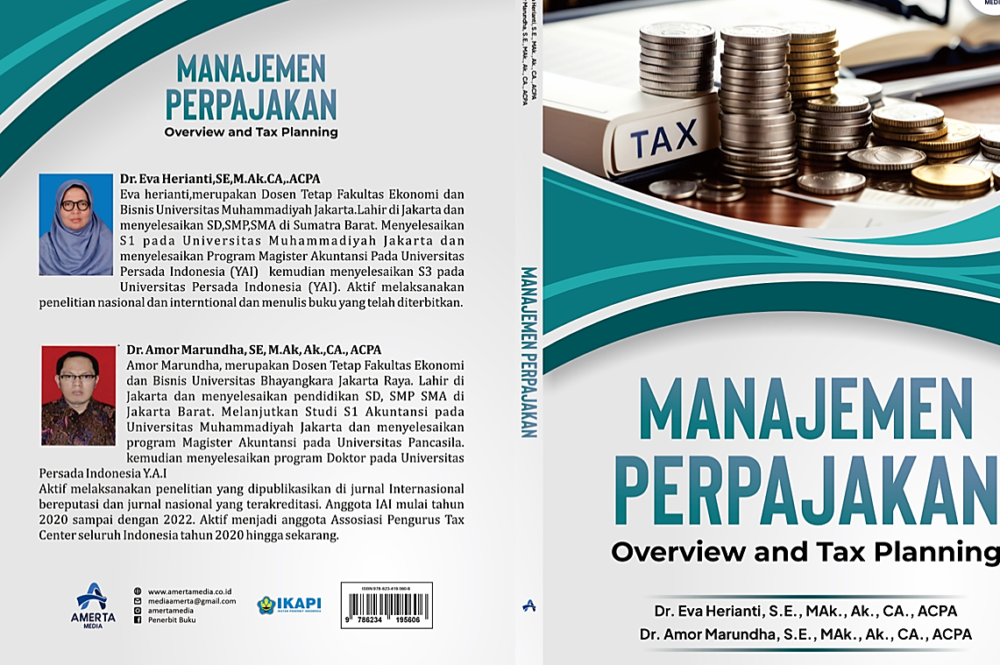 MANAJEMEN
PERPAJAKAN
Overview and Tax Planning
Dr. Eva Herianti,SE,M.Ak.CA,.ACPA
Eva herianti,merupakan Dosen Tetap Fakultas Ekonomi dan
Bisnis Universitas Muhammadiyah Jakarta.Lahir di Jakarta dan
menyelesaikan SD,SMP,SMA di Sumatra Barat. Menyelesaikan
S1 pada Universitas Muhammadiyah Jakarta dan
menyelesaikan Program Magister Akuntansi Pada Universitas
Persada Indonesia (YAI) kemudian menyelesaikan S3 pada
Universitas Persada Indonesia (YAI). Aktif melaksanakan
penelitian nasional dan interntional dan menulis buku yang telah diterbitkan.
Dr. Amor Marundha, SE, M.Ak, Ak.,CA., ACPA
Amor Marundha, merupakan Dosen Tetap Fakultas Ekonomi
dan Bisnis Universitas Bhayangkara Jakarta Raya. Lahir di
Jakarta dan menyelesaikan pendidikan SD, SMP SMA di
Jakarta Barat. Melanjutkan Studi S1 Akuntansi pada
Universitas Muhammadiyah Jakarta dan menyelesaikan
program Magister Akuntansi pada Universitas Pancasila.
kemudian menyelesaikan program Doktor pada Universitas
Persada Indonesia Y.A.I
Aktif melaksanakan penelitian yang dipublikasikan di jurnal Internasional
bereputasi dan jurnal nasional yang terakreditasi. Anggota IAI mulai tahun
2020 sampai dengan 2022. Aktif menjadi anggota Assosiasi Pengurus Tax
Center seluruh Indonesia tahun 2020 hingga sekarang.
AMERTA
MEDIA
www.amertamedia.co.id
mediaamerta@gmail.com
amertamedia
Penerbit Buku
IKAPI
IKATAN PENERBIT INDONESIA
ISBN 978-623-419-560-6
9 786234 195606
Herianti, S.E., MAk., Ak., CA., ACPA
Marundha, S.E., MAk., Ak., CA., ACPA
MANAJEMEN PERPAJAKAN
TAX
MANAJEMEN
PERPAJAKAN
Overview and Tax Planning
Dr. Eva Herianti, S.E., MAk., Ak., CA., ACPA
Dr. Amor Marundha, S.E., MAk., Ak., CA., ACPA